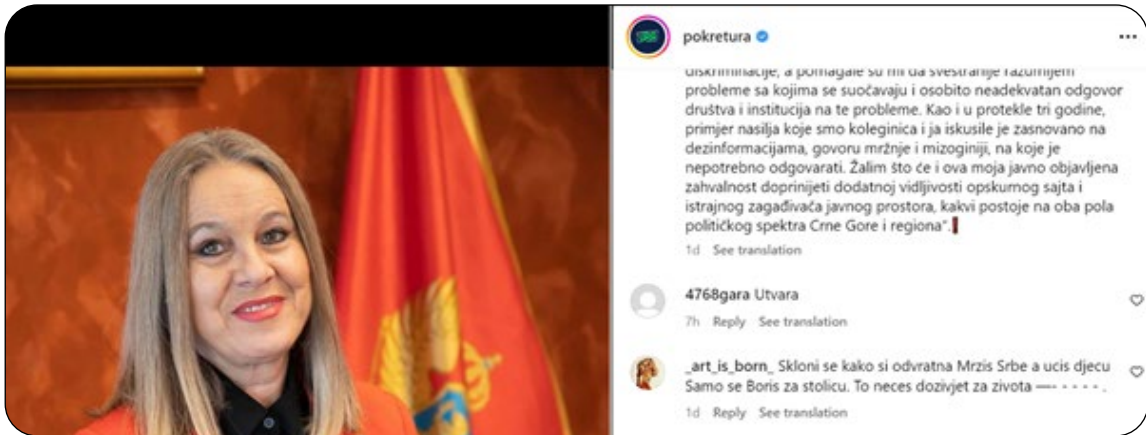 pokretura
diskriminacije, a pomagale su mi da svestranije razumijem
probleme sa kojima se suočavaju i osobito neadekvatan odgovor
društva i institucija na te probleme. Kao i u protekle tri godine,
primjer nasilja koje smo koleginica i ja iskusile je zasnovano na
dezinformacijama, govoru mržnje i mizoginiji, na koje je
nepotrebno odgovarati. Žalim što će i ova moja javno objavljena
zahvalnost doprinijeti dodatnoj vidljivosti opskurnog sajta i
istrajnog zagađivača javnog prostora, kakvi postoje na oba pola
političkog spektra Crne Gore i regiona".
1d See translation
4768gara Utvara
7h Reply See translation
_art_is_born_ Skloni se kako si odvratna Mrzis Srbe a ucis djecu
Samo se Boris za stolicu. To neces dozivjet za zivota —- - - - - .
1d Reply See translation